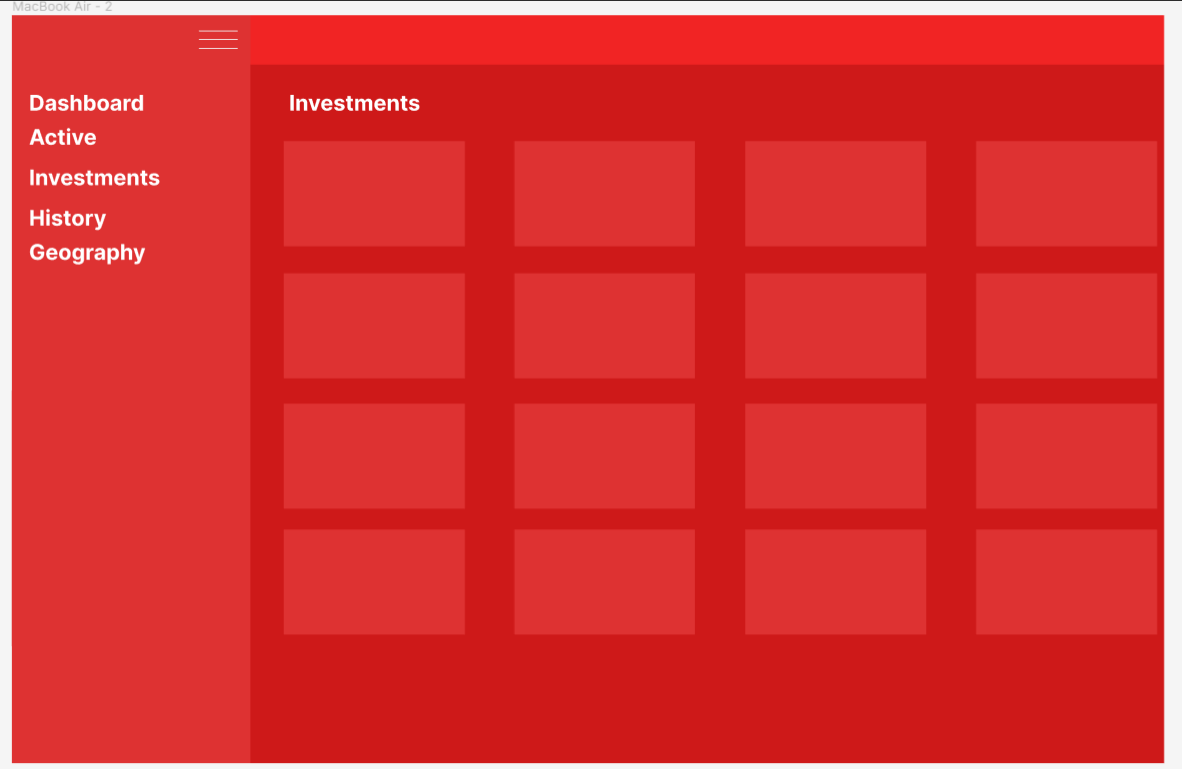 MacBook Air - 2
Dashboard
Active
Investments
History
Geography
Investments